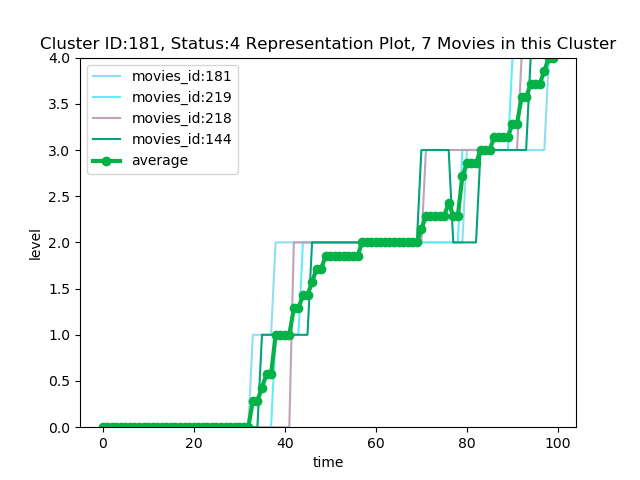 Cluster ID:181, Status:4 Representation Plot, 7 Movies in this Cluster
movies_id:181
movies_id:219
movies_id:218
movies_id:144
average
level
4.0
3.5
3.0
2.5
2.0
1.5
1.0
0.5
0.0
0 20 40 60 80 100
time